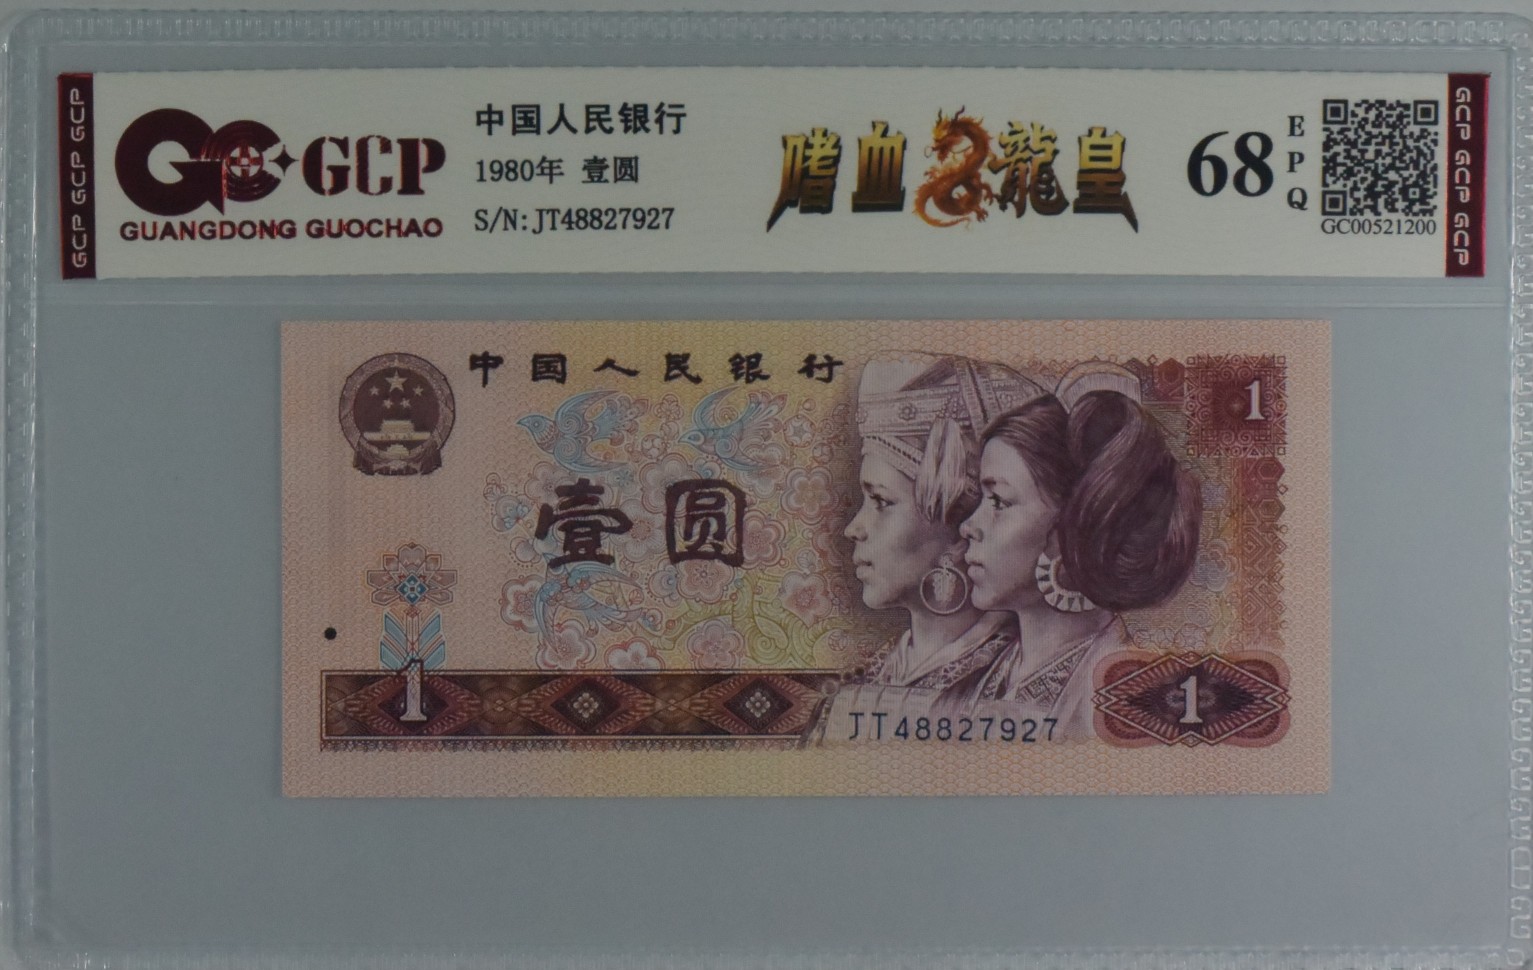 GCP GCP GCP
GCP
GUANGDONG GUOCHAO
中国人民银行
1980年 壹圆
S/N: JT48827927
嗜血龍皇
68
EPQ
GC00521200
GCP GCP GCP
中国人民银行
1
壹圆
1
JT48827927
1